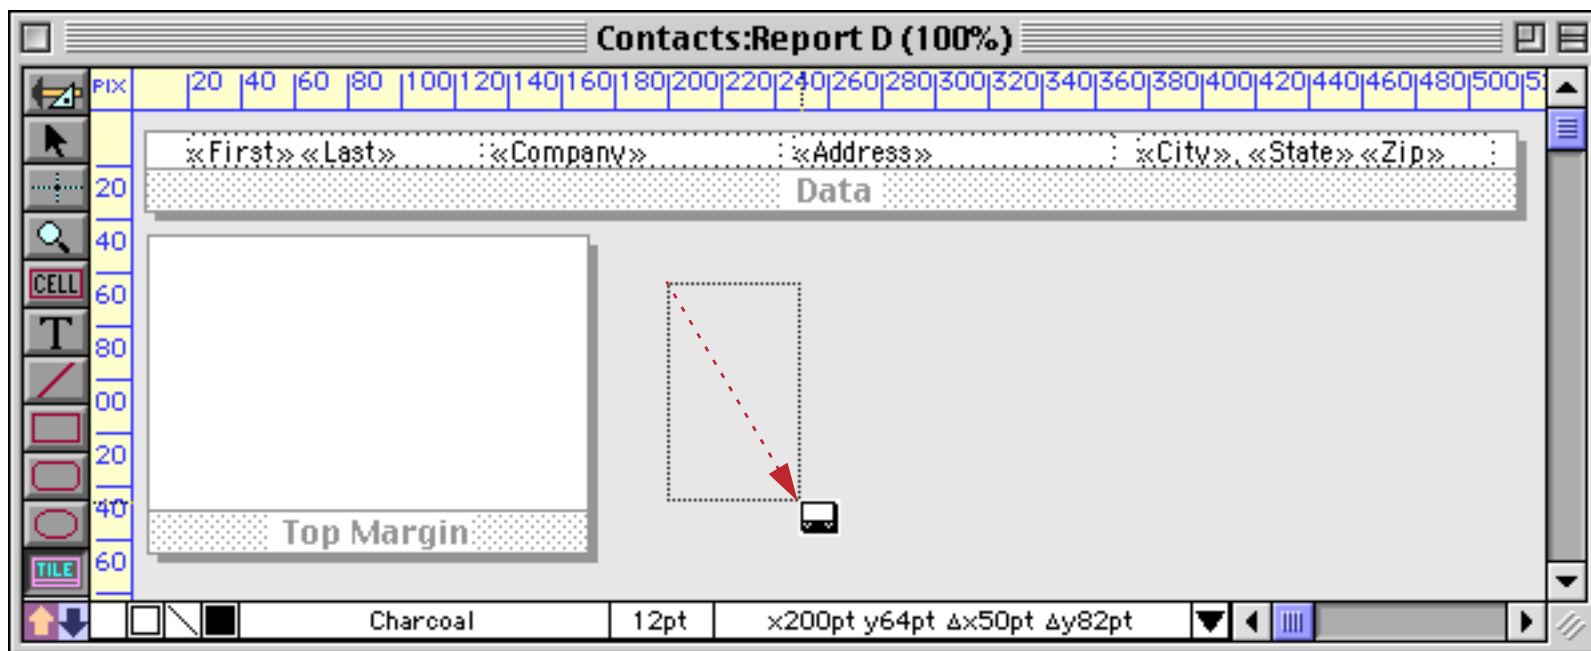 Contacts:Report D (100%)
PIX 20 40 60 80 100 120 140 160 180 200 220 240 260 280 300 320 340 360 380 400 420 440 460 480 500
«First» «Last» «Company» «Address» «City», «State» «Zip»
20 Data
40
CELL 60
T 80
00
20
40
Top Margin
TILE 60
Charcoal 12pt x200pt y64pt Δx50pt Δy82pt